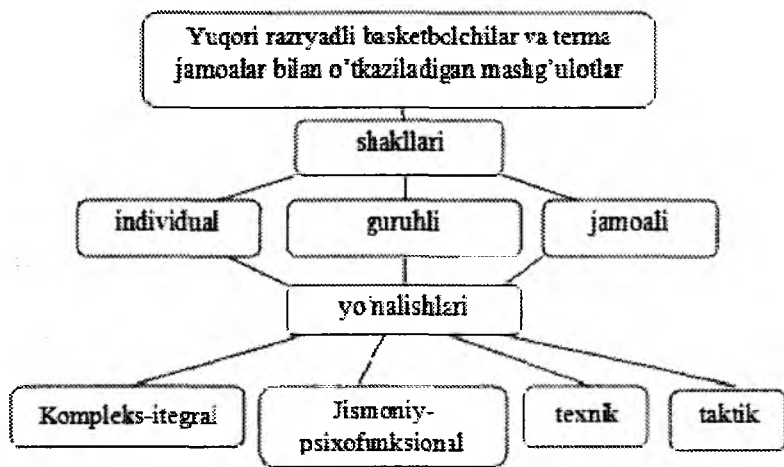 Yuqori razryadli basketbolchilar va terma
jamoalar bilan o'tkaziladigan mashg'ulotlar
shakllari
individual
guruhli
jamoali
yo'nalishlari
Kompleks-itegral
Jismoniy-
psixofunksional
texnik
taktik